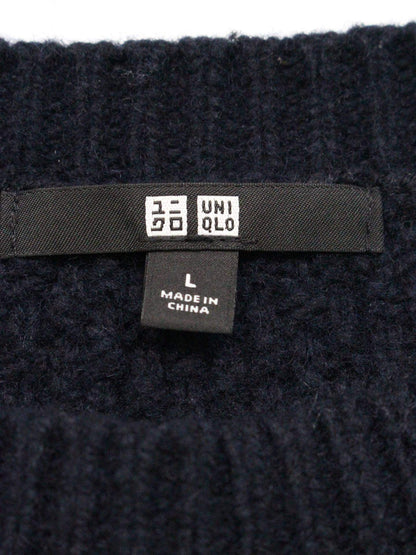 ユニ UNI
クロ QLO
L
MADE IN
CHINA